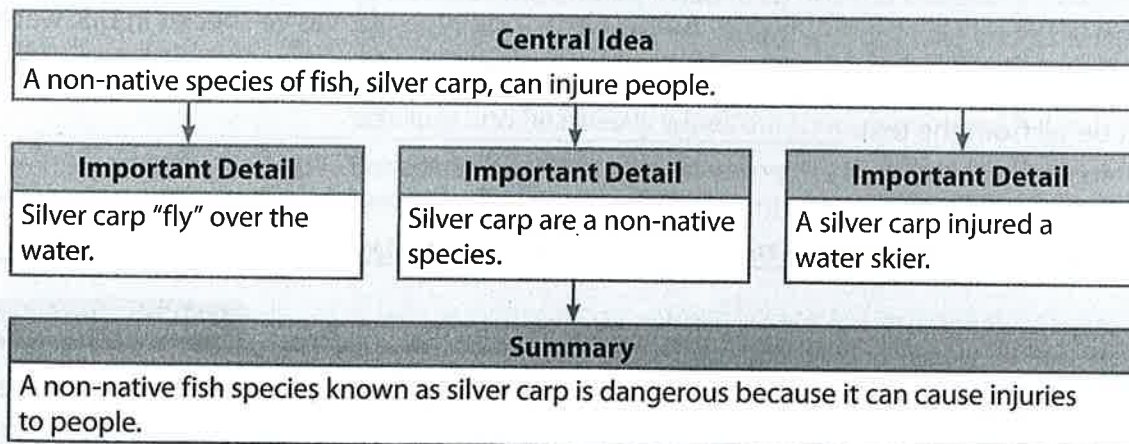 Central Idea
A non-native species of fish, silver carp, can injure people.
Important Detail
Silver carp “fly” over the
water.
Important Detail
Silver carp are a non-native
species.
Important Detail
A silver carp injured a
water skier.
Summary
A non-native fish species known as silver carp is dangerous because it can cause injuries
to people.